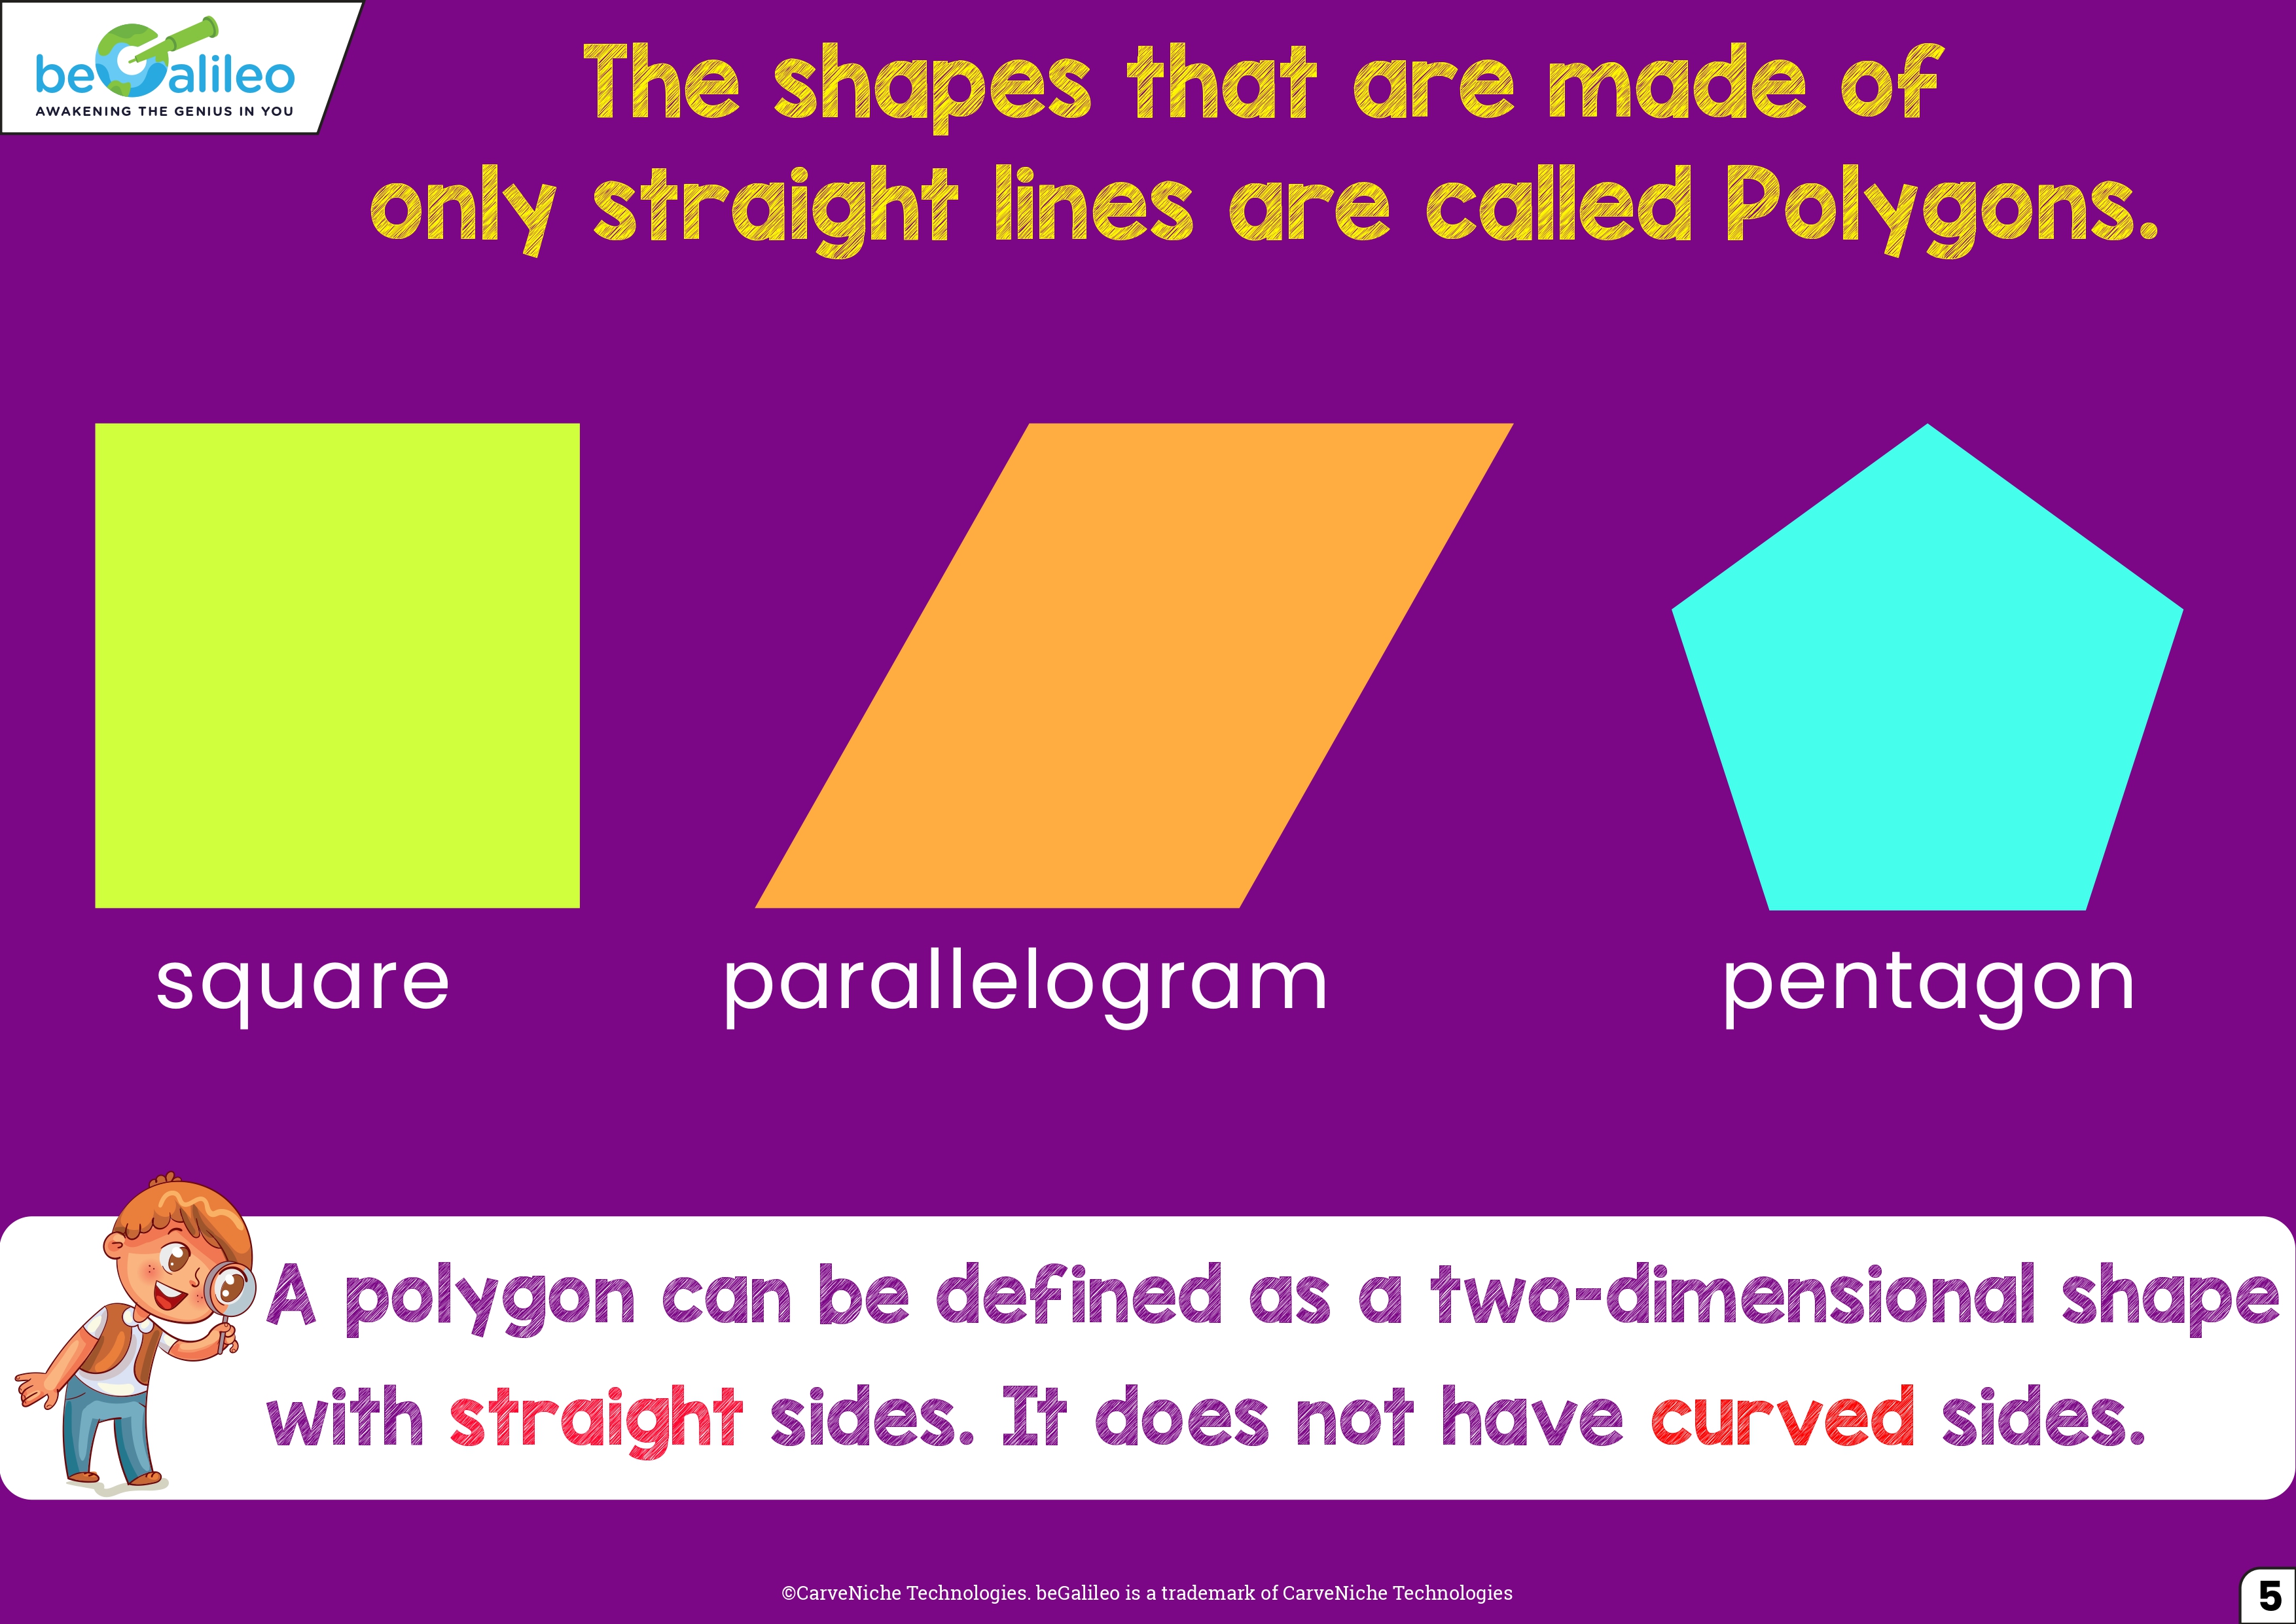 beGalileo
AWAKENING THE GENIUS IN YOU
The shapes that are made of
only straight lines are called Polygons.
square
parallelogram
pentagon
A polygon can be defined as a two-dimensional shape
with straight sides. It does not have curved sides.
©CarveNiche Technologies. beGalileo is a trademark of CarveNiche Technologies
5